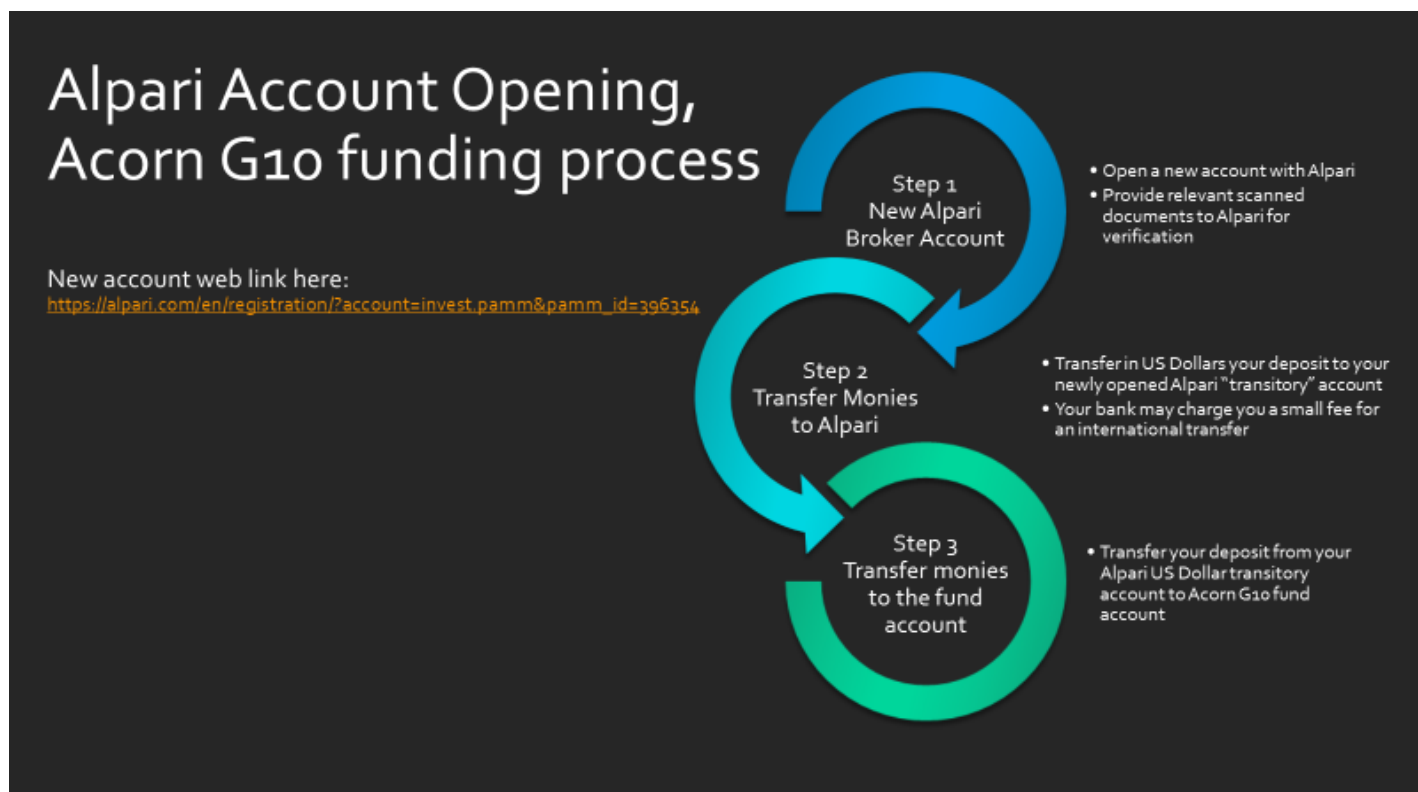 Alpari Account Opening,
Acorn G10 funding process
New account web link here:
https://alpari.com/en/registration/?account=invest.pamm&pamm_id=396354
Step 1
New Alpari
Broker Account
• Open a new account with Alpari
• Provide relevant scanned
documents to Alpari for
verification
Step 2
Transfer Monies
to Alpari
• Transfer in US Dollars your deposit to your
newly opened Alpari “transitory” account
• Your bank may charge you a small fee for
an international transfer
Step 3
Transfer monies
to the fund
account
• Transfer your deposit from your
Alpari US Dollar transitory
account to Acorn G10 fund
account